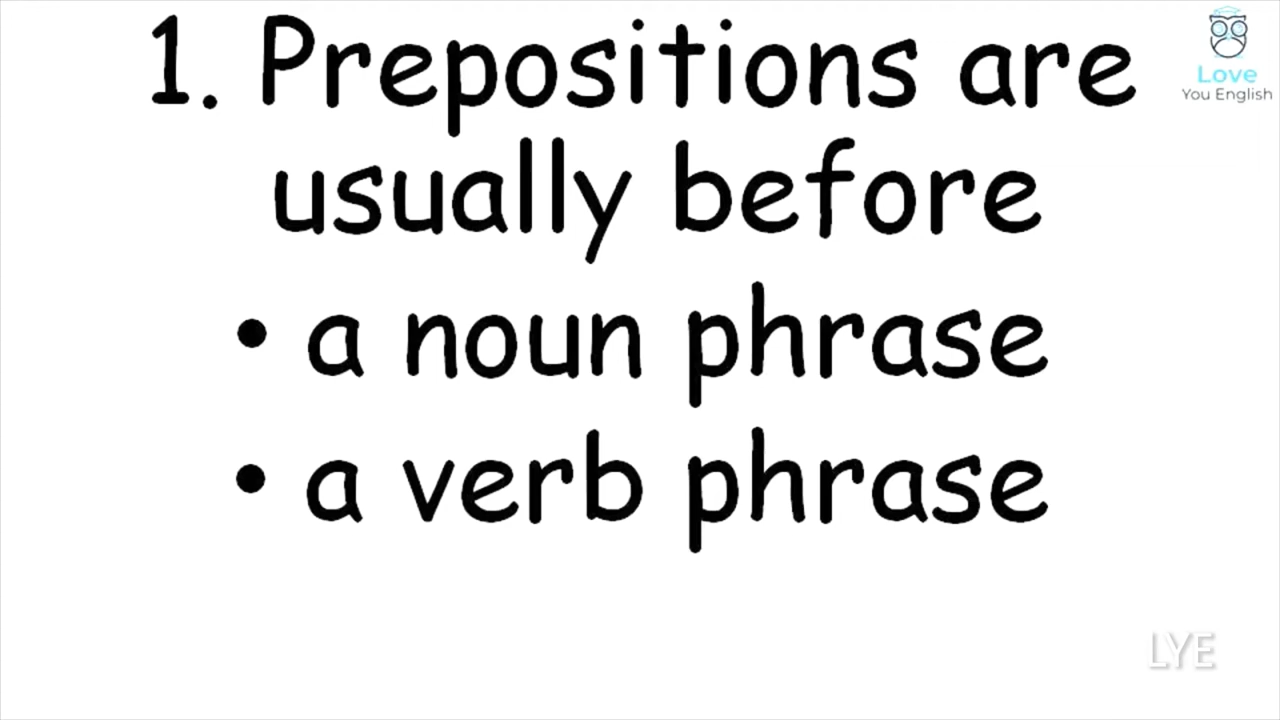 1. Prepositions are
usually before
• a noun phrase
• a verb phrase
Love
You English
LYE